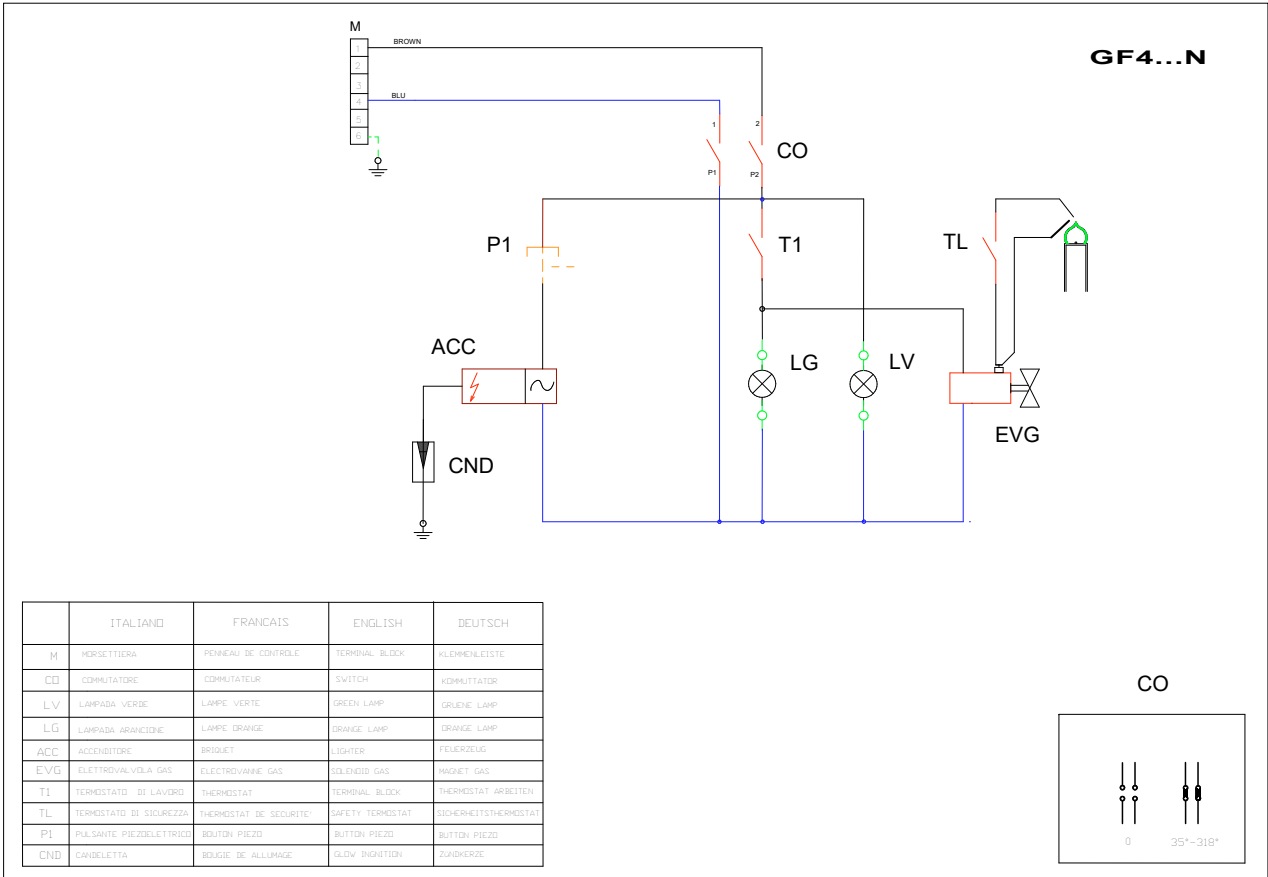 M
BROWN
GF4...N
1
2
3
BLU
4
5
6
1
2
CO
P1
P2
P1
T1
TL
ACC
LG
LV
EVG
CND
ITALIANO FRANCAIS ENGLISH DEUTSCH
M MORSETTIERA PENNEAU DE CONTROLE TERMINAL BLOCK KLEMMENLEISTE
CO COMMUTATORE COMMUTATEUR SWITCH KOMMUTTATOR
LV LAMPADA VERDE LAMPE VERTE GREEN LAMP GRUENE LAMP
LG LAMPADA ARANCIONE LAMPE ORANGE ORANGE LAMP ORANGE LAMP
ACC ACCENDITORE BRIQUET LIGHTER FEUERZEUG
EVG ELETTROVALVOLA GAS ELECTROVANNE GAS SOLENOID GAS MAGNET GAS
T1 TERMOSTATO DI LAVORO THERMOSTAT TERMINAL BLOCK THERMOSTAT ARBEITEN
TL TERMOSTATO DI SICUREZZA THERMOSTAT DE SECURITE' SAFETY TERMOSTAT SICHERHEITSTHERMOSTAT
P1 PULSANTE PIEZOELETTRICO BOUTON PIEZO BUTTON PIEZO BUTTON PIEZO
CND CANDELETTA BOUGIE DE ALLUMAGE GLOW INGNITION ZÜNDKERZE
CO
0 35°-318°